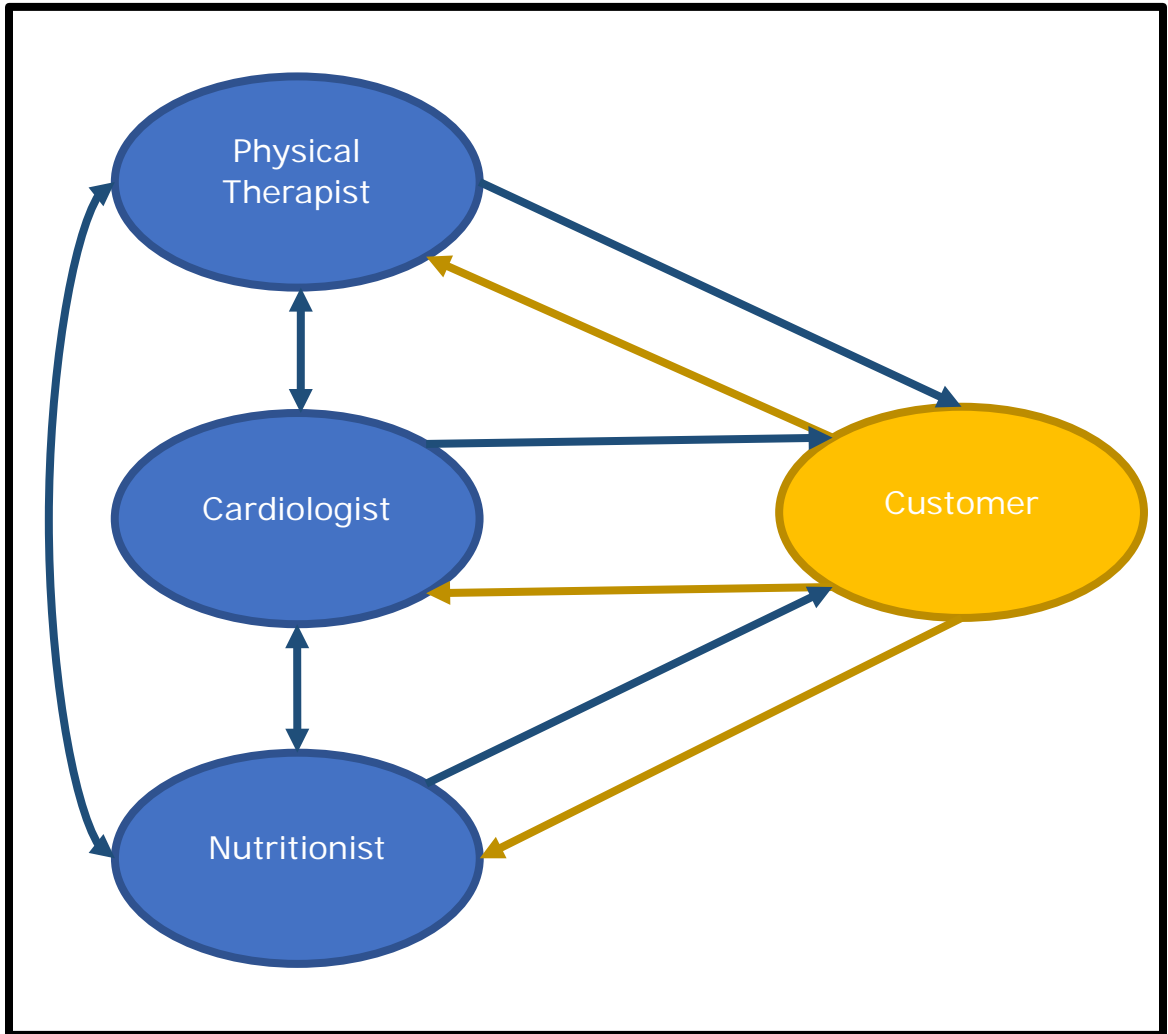 Physical
Therapist
Cardiologist
Customer
Nutritionist